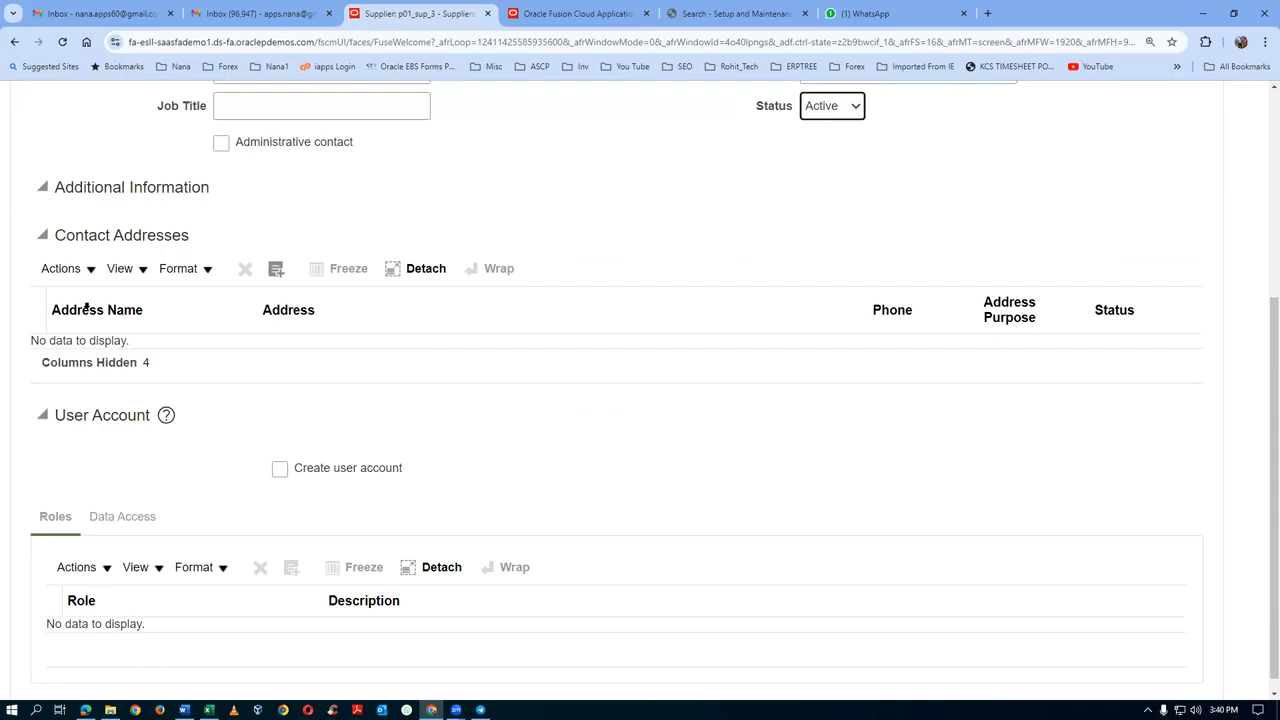 Inbox - nana.apps60@gmail.co
Inbox (96,947) - apps.nana@gm
Supplier: p01_sup_3 - Suppliers
Oracle Fusion Cloud Application
Search - Setup and Maintenanc
(1) WhatsApp
fa-esll-saasfademo1.ds-fa.oraclepdemos.com/fscmUI/faces/FuseWelcome?_afrLoop=12411425585935600&_afrWindowMode=0&_afrWindowId=4o40lpngs&_adf.ctrl-state=z2b9bwcif_1&_afrFS=16&_afrMT=screen&_afrMFW=1920&_afrMFH=9...
Suggested Sites
Bookmarks
Nana
Forex
Nana1
iapps Login
Oracle EBS Forms P...
Misc
ASCP
Inv
You Tube
SEO
Rohit_Tech
ERPTREE
Forex
Imported From IE
KCS TIMESHEET PO...
YouTube
All Bookmarks
Job Title
Status Active
Administrative contact
Additional Information
Contact Addresses
Actions View Format Freeze Detach Wrap
Address Name Address Phone Address Purpose Status
No data to display.
Columns Hidden 4
User Account
Create user account
Roles Data Access
Actions View Format Freeze Detach Wrap
Role Description
No data to display.
3:40 PM